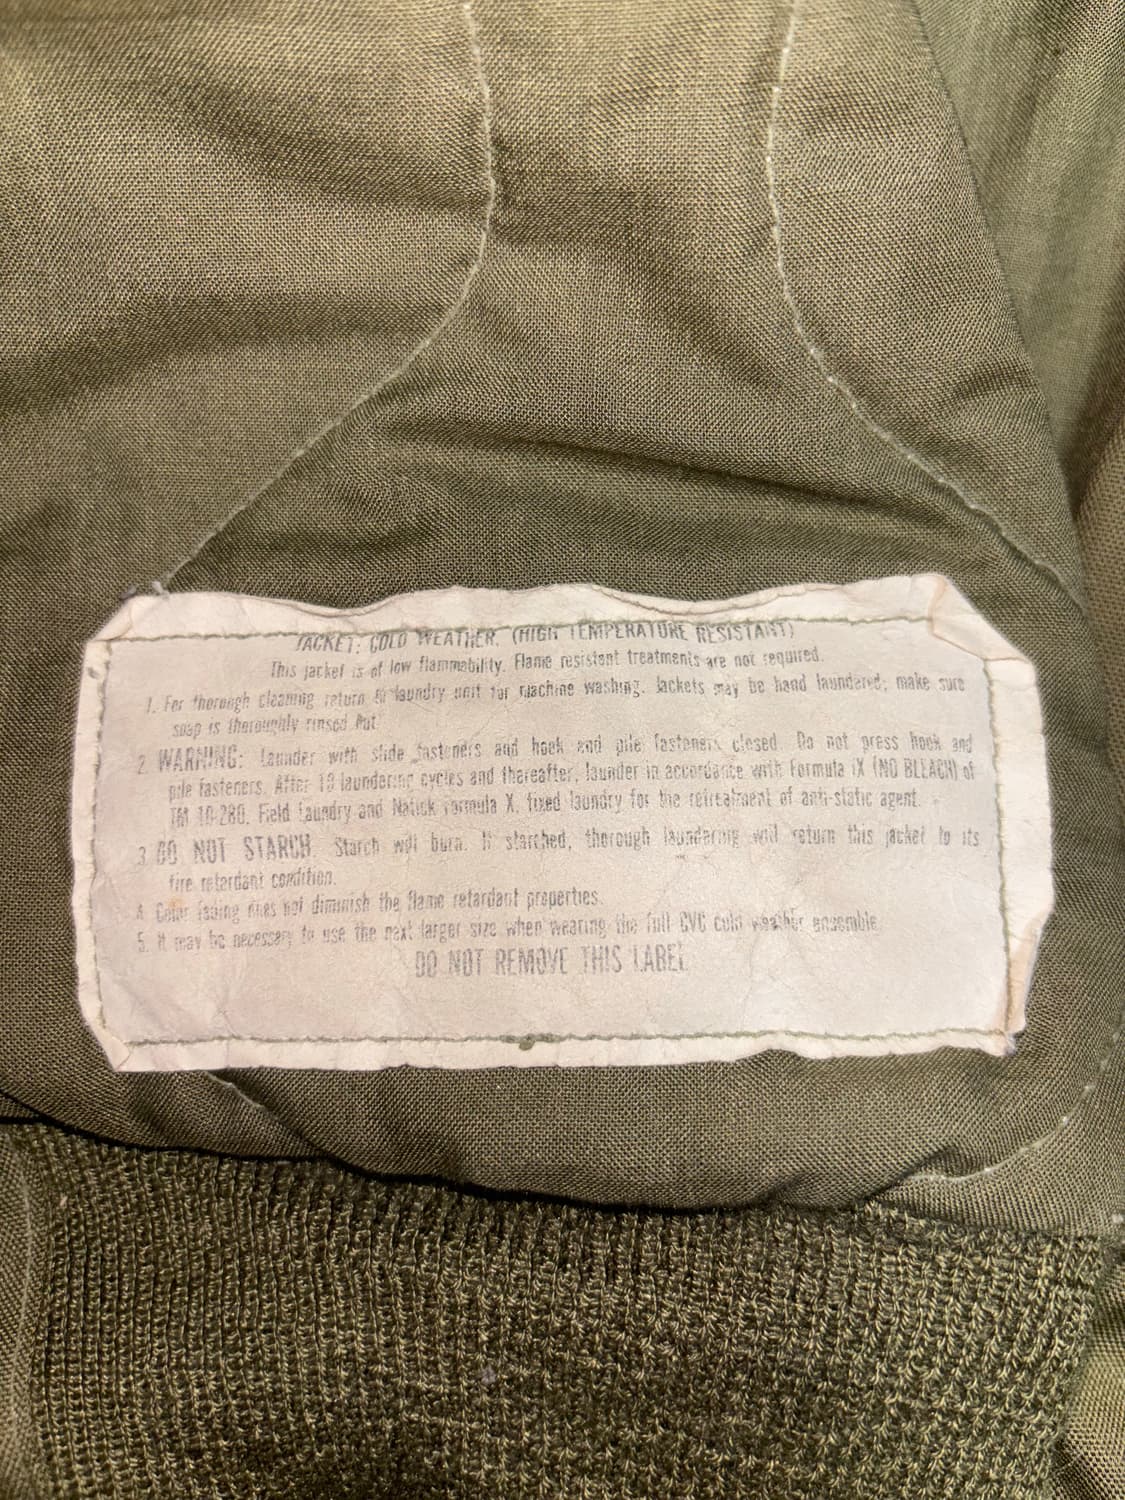 JACKET: COLD WEATHER. (HIGH TEMPERATURE RESISTANT)
This jacket is of low flammability. Flame resistant treatments are not required.
1. For thorough cleaning return to laundry unit for machine washing. Jackets may be hand laundered; make sure
soap is thoroughly rinsed out
2. WARNING: Launder with slide fasteners and hook and pile fasteners closed. Do not press hook and
pile fasteners. After 10 laundering cycles and thereafter, launder in accordance with Formula IX (NO BLEACH) of
TM 10-280, Field Laundry and Natick Formula X, fixed laundry for the retreatment of anti-static agent.
3. DO NOT STARCH. Starch will burn. If starched, thorough laundering will return this jacket to its
fire retardant condition.
4. Color fading does not diminish the flame retardant properties.
5. It may be necessary to use the next larger size when wearing the full CVC cold weather ensemble.
DO NOT REMOVE THIS LABEL